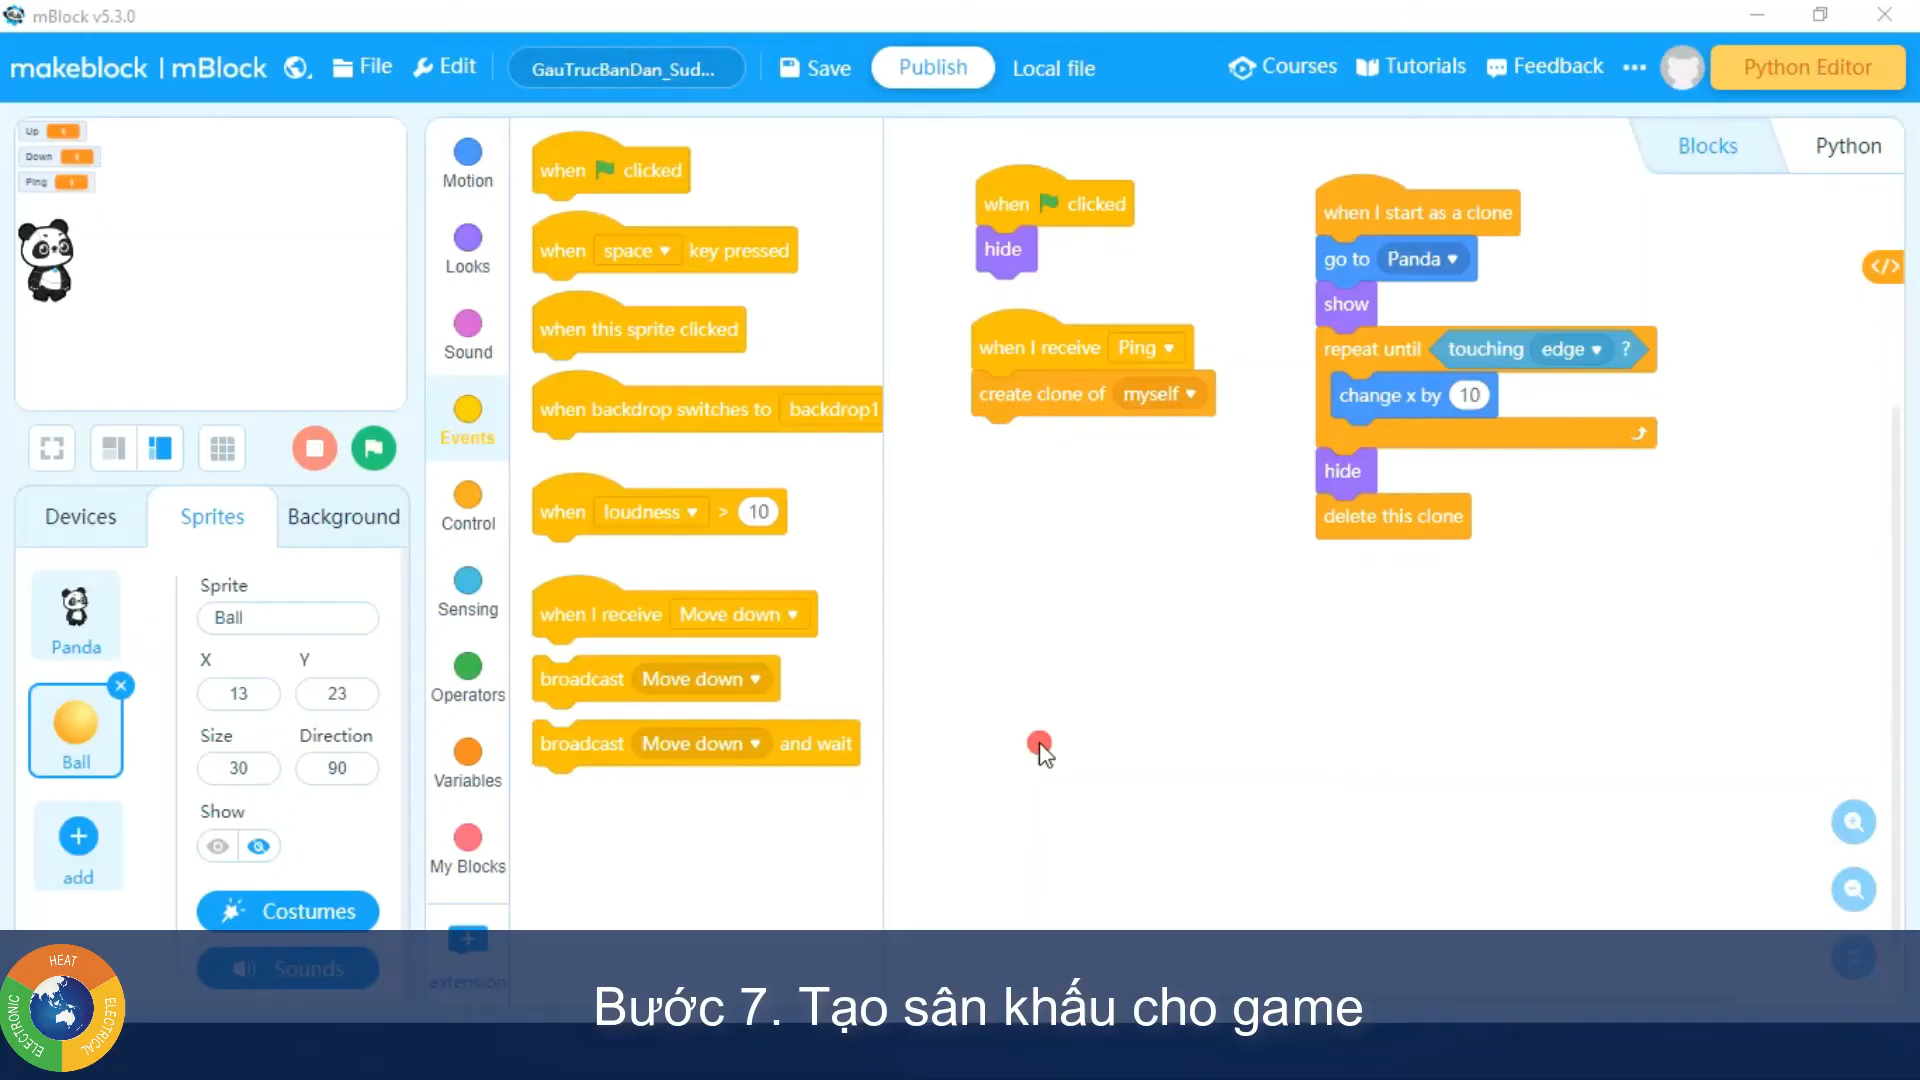 mBlock v5.3.0
makeblock | mBlock
File
Edit
GauTrucBanDan_Sud...
Save
Publish
Local file
Courses
Tutorials
Feedback
Python Editor
Up
Down
Ping
Devices
Sprites
Background
Panda
Ball
add
Sprite
Ball
X
Y
13
23
Size
Direction
30
90
Show
Costumes
Sounds
Motion
Looks
Sound
Events
Control
Sensing
Operators
Variables
My Blocks
extension
when clicked
when space key pressed
when this sprite clicked
when backdrop switches to backdrop1
when loudness > 10
when I receive Move down
broadcast Move down
broadcast Move down and wait
when clicked
hide
when I receive Ping
create clone of myself
when I start as a clone
go to Panda
show
repeat until touching edge ?
change x by 10
hide
delete this clone
Blocks
Python
</>
HEAT
ELECTRICAL
ELECTRONIC
Bước 7. Tạo sân khấu cho game